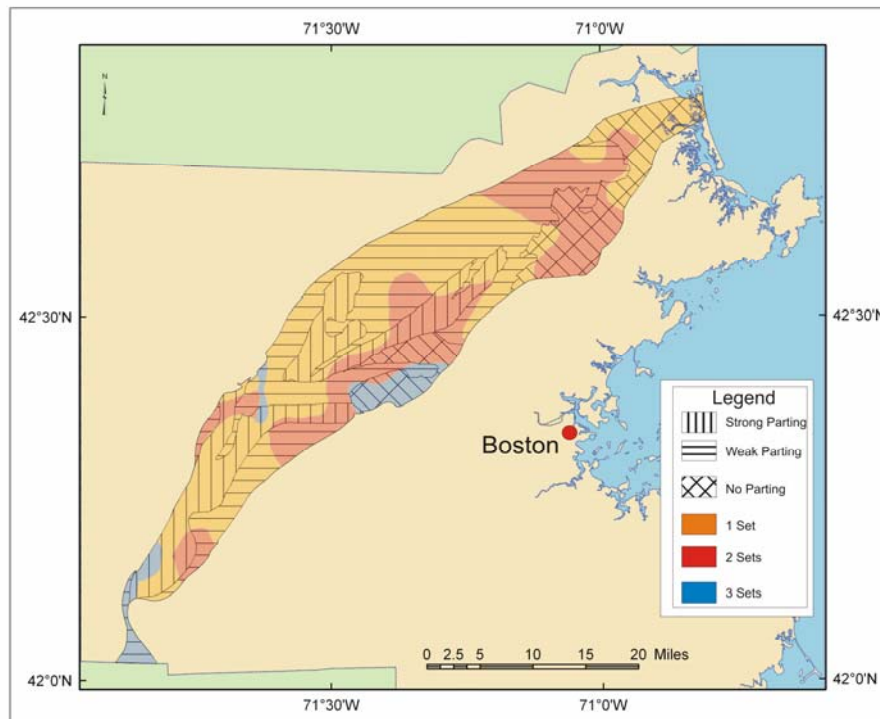 71°30'W
71°0'W
N
42°30'N
42°30'N
Legend
Strong Parting
Weak Parting
No Parting
1 Set
2 Sets
3 Sets
Boston
0 2.5 5 10 15 20 Miles
42°0'N
42°0'N
71°30'W
71°0'W